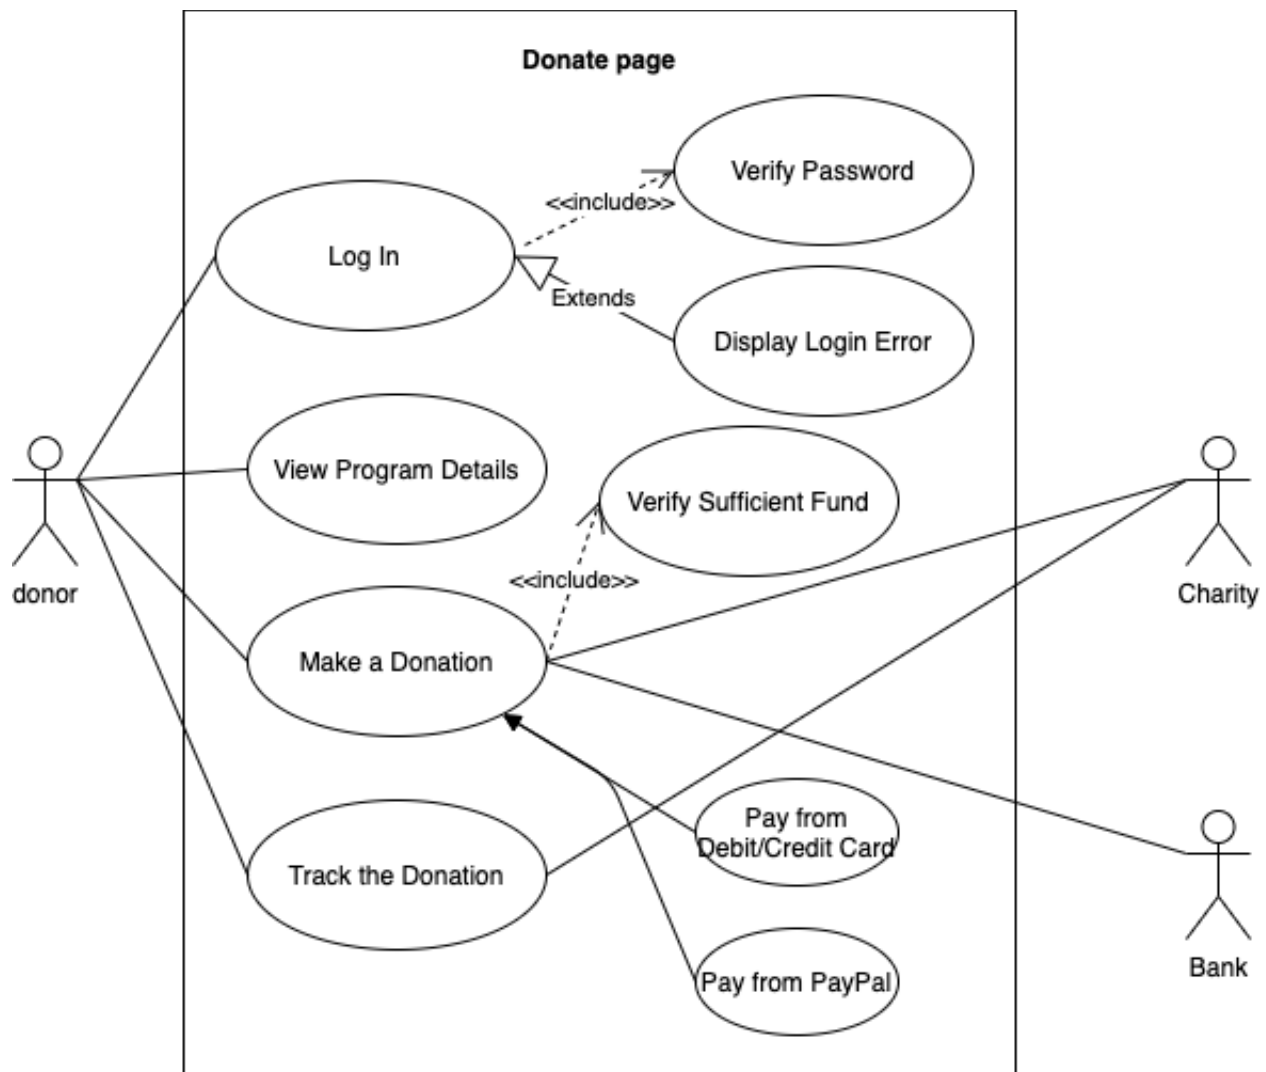 Donate page
Verify Password
<<include>>
Log In
Extends
Display Login Error
View Program Details
Verify Sufficient Fund
<<include>>
donor
Charity
Make a Donation
Pay from
Debit/Credit Card
Track the Donation
Bank
Pay from PayPal